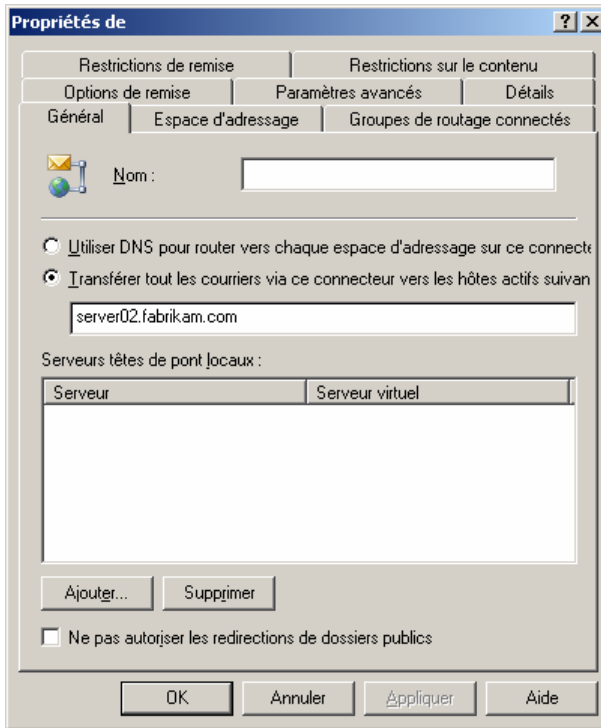 Propriétés de
Restrictions de remise Restrictions sur le contenu
Options de remise Paramètres avancés Détails
Général Espace d'adressage Groupes de routage connectés
Nom :
Utiliser DNS pour router vers chaque espace d'adressage sur ce connecte
Transférer tout les courriers via ce connecteur vers les hôtes actifs suivan
server02.fabrikam.com
Serveurs têtes de pont locaux :
Serveur Serveur virtuel
Ajouter... Supprimer
Ne pas autoriser les redirections de dossiers publics
OK Annuler Appliquer Aide